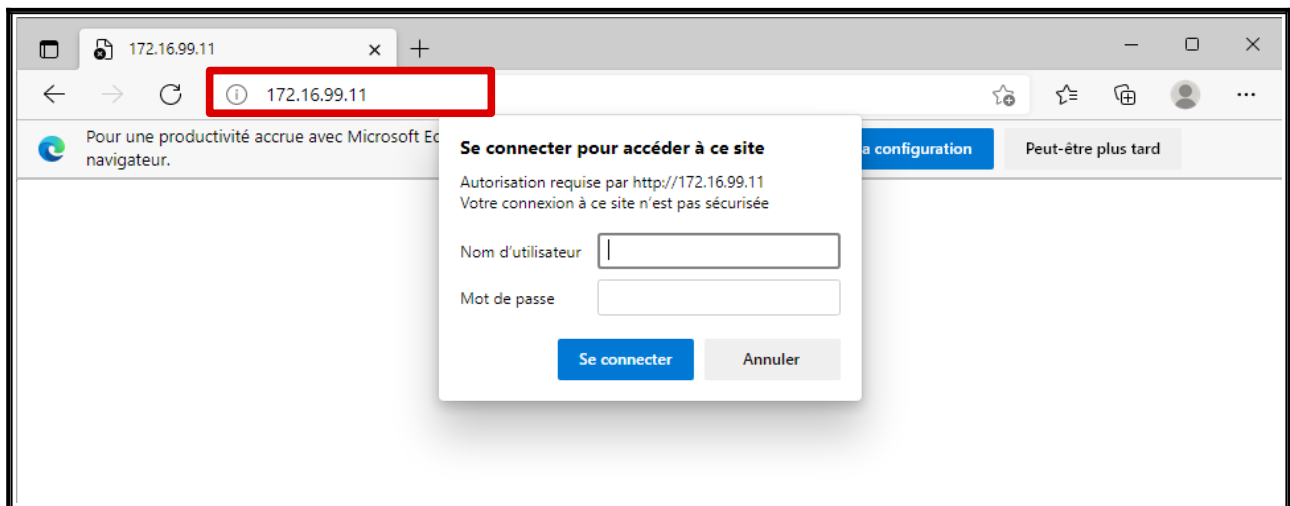 172.16.99.11
172.16.99.11
Pour une productivité accrue avec Microsoft
navigateur.
a configuration
Peut-être plus tard
Se connecter pour accéder à ce site
Autorisation requise par http://172.16.99.11
Votre connexion à ce site n'est pas sécurisée
Nom d'utilisateur
Mot de passe
Se connecter
Annuler